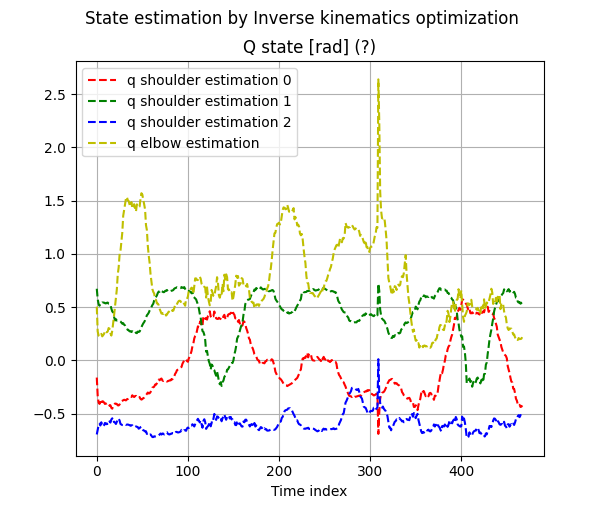 State estimation by Inverse kinematics optimization
Q state [rad] (?)
q shoulder estimation 0
q shoulder estimation 1
q shoulder estimation 2
q elbow estimation
2.5
2.0
1.5
1.0
0.5
0.0
−0.5
0 100 200 300 400
Time index